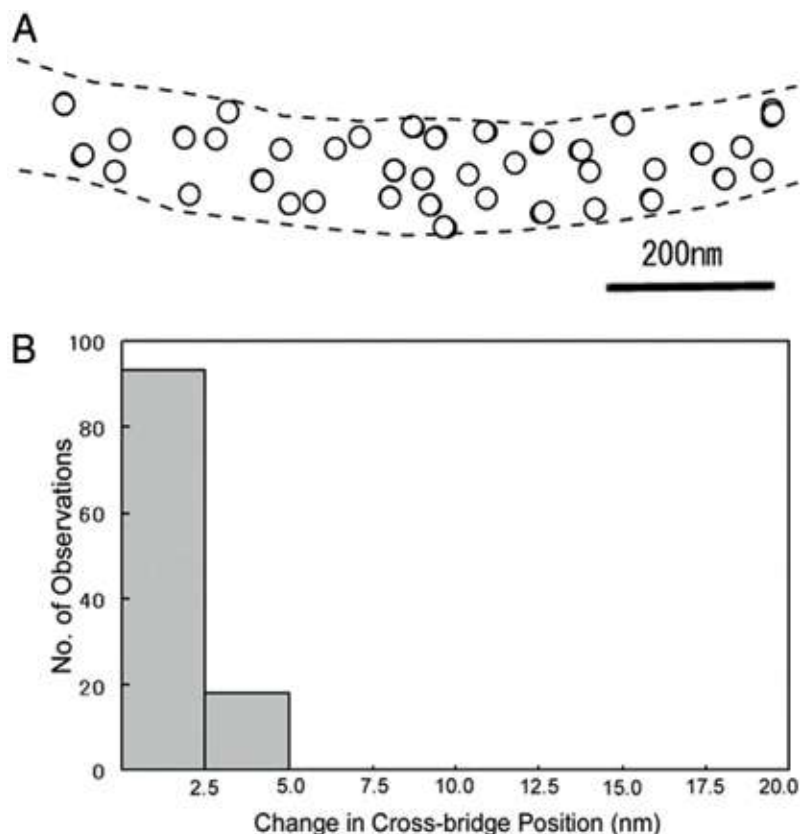 A
200nm
B
100
80
60
40
20
0
No. of Observations
2.5 5.0 7.5 10.0 12.5 15.0 17.5 20.0
Change in Cross-bridge Position (nm)